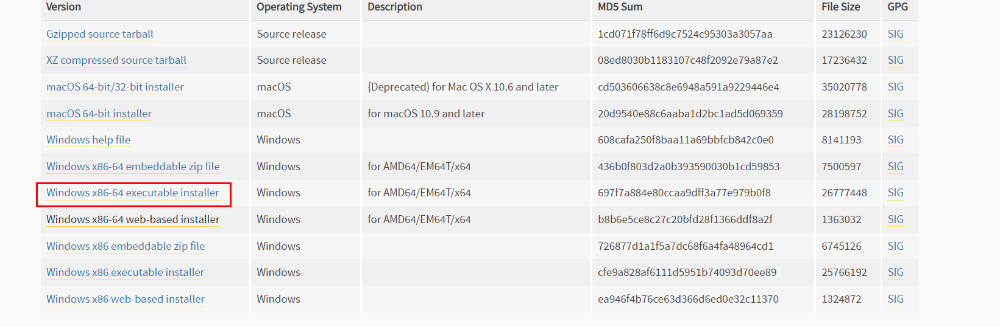 Version Operating System Description MD5 Sum File Size GPG
Gzipped source tarball Source release 1cd071f78ff6d9c7524c95303a3057aa 23126230 SIG
XZ compressed source tarball Source release 08ed8030b1183107c48f2092e79a87e2 17236432 SIG
macOS 64-bit/32-bit installer macOS {Deprecated) for Mac OS X 10.6 and later cd503606638c8e6948a591a9229446e4 35020778 SIG
macOS 64-bit installer macOS for macOS 10.9 and later 20d9540e88c6aaba1d2bc1ad5d069359 28198752 SIG
Windows help file Windows 608cafa250f8baa11a69bbfcb842c0e0 8141193 SIG
Windows x86-64 embeddable zip file Windows for AMD64/EM64T/x64 436b0f803d2a0b393590030b1cd59853 7500597 SIG
Windows x86-64 executable installer Windows for AMD64/EM64T/x64 697f7a884e80ccaa9dff3a77e979b0f8 26777448 SIG
Windows x86-64 web-based installer Windows for AMD64/EM64T/x64 b8b6e5ce8c27c20bfd28f1366ddf8a2f 1363032 SIG
Windows x86 embeddable zip file Windows 726877d1a1f5a7dc68f6a4fa48964cd1 6745126 SIG
Windows x86 executable installer Windows cfe9a828af6111d5951b74093d70ee89 25766192 SIG
Windows x86 web-based installer Windows ea946f4b76ce63d366d6ed0e32c11370 1324872 SIG